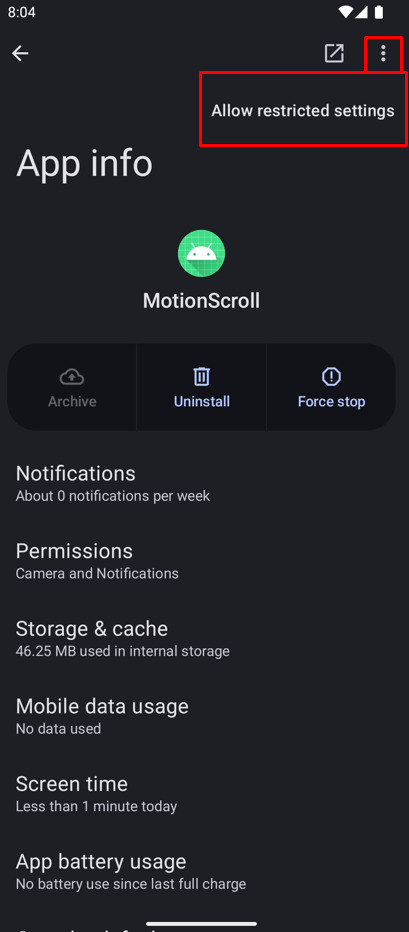 8:04
Allow restricted settings
App info
MotionScroll
Archive
Uninstall
Force stop
Notifications
About 0 notifications per week
Permissions
Camera and Notifications
Storage & cache
46.25 MB used in internal storage
Mobile data usage
No data used
Screen time
Less than 1 minute today
App battery usage
No battery use since last full charge